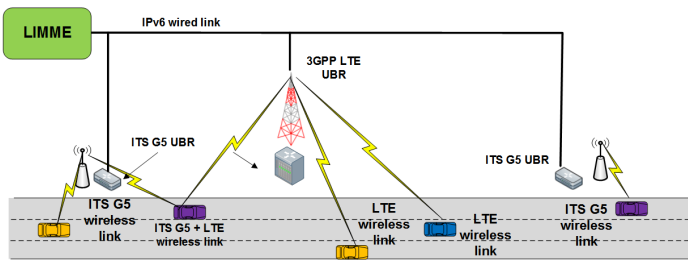 LIMME
IPv6 wired link
3GPP LTE
UBR
ITS G5 UBR
ITS G5 UBR
ITS G5
wireless
link
ITS G5 + LTE
wireless link
LTE
wireless
link
LTE
wireless
link
ITS G5
wireless
link